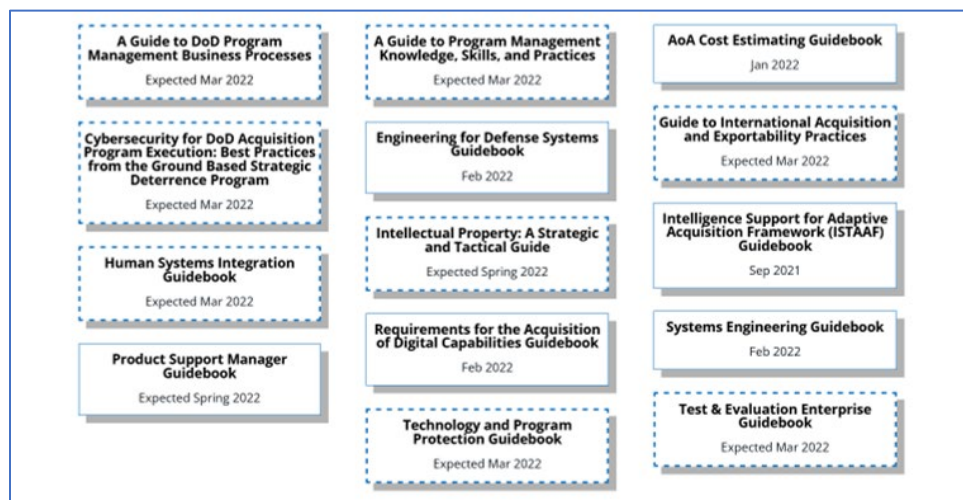 A Guide to DoD Program
Management Business Processes
Expected Mar 2022
A Guide to Program Management
Knowledge, Skills, and Practices
Expected Mar 2022
AoA Cost Estimating Guidebook
Jan 2022
Cybersecurity for DoD Acquisition
Program Execution: Best Practices
from the Ground Based Strategic
Deterrence Program
Expected Mar 2022
Engineering for Defense Systems
Guidebook
Feb 2022
Guide to International Acquisition
and Exportability Practices
Expected Mar 2022
Human Systems Integration
Guidebook
Expected Mar 2022
Intellectual Property: A Strategic
and Tactical Guide
Expected Spring 2022
Intelligence Support for Adaptive
Acquisition Framework (ISTAAF)
Guidebook
Sep 2021
Product Support Manager
Guidebook
Expected Spring 2022
Requirements for the Acquisition
of Digital Capabilities Guidebook
Feb 2022
Systems Engineering Guidebook
Feb 2022
Technology and Program
Protection Guidebook
Expected Mar 2022
Test & Evaluation Enterprise
Guidebook
Expected Mar 2022